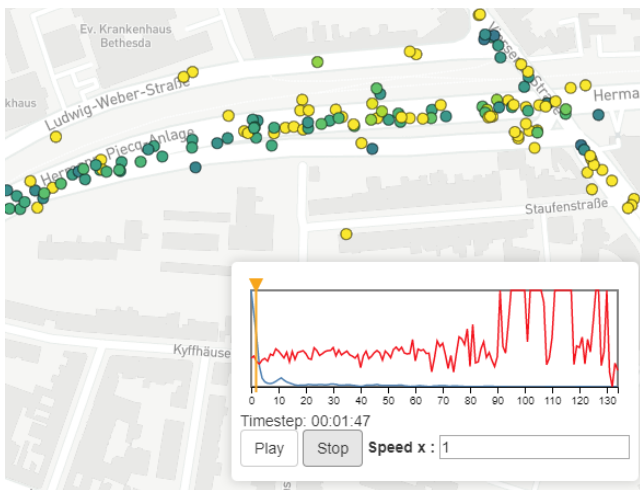 Ev. Krankenhaus
Bethesda
Ludwig-Weber-Straße
Hermann-Piecq-Anlage
Herma
Staufenstraße
Kyffhäuse
0 10 20 30 40 50 60 70 80 90 100 110 120 130
Timestep: 00:01:47
Play Stop Speed x : 1